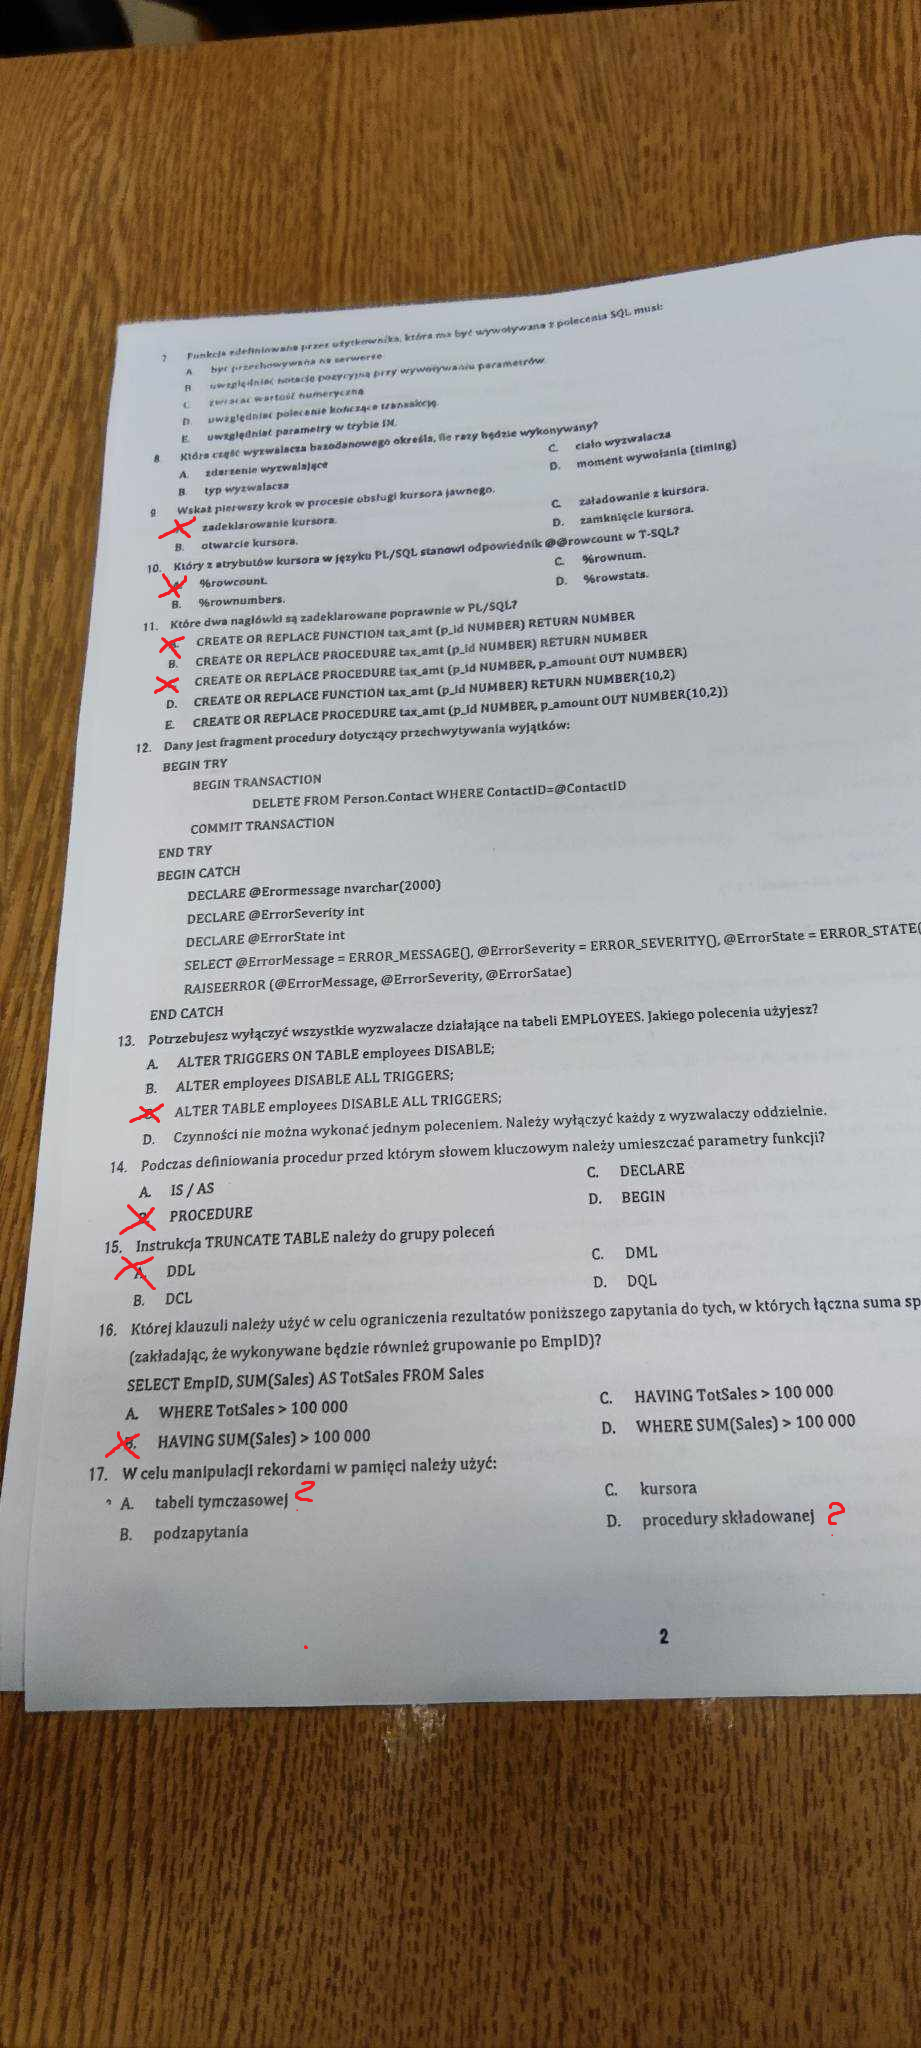 7 Funkcja zdefiniowana przez użytkownika, która ma być wywoływana z polecenia SQL musi:
A być przechowywana na serwerze
B uwzględniać notację pozycyjną przy wywoływaniu parametrów
C zwracać wartość numeryczną
D. uwzględniać polecenie kończące transakcję.
E. uwzględniać parametry w trybie IN.
8 Która część wyzwalacza bazodanowego określa, ile razy będzie wykonywany?
A. zdarzenie wyzwalające
C. ciało wyzwalacza
B typ wyzwalacza
D. moment wywołania (timing)
9 Wskaż pierwszy krok w procesie obsługi kursora jawnego.
zadeklarowanie kursora.
C. załadowanie z kursora.
B. otwarcie kursora.
D. zamknięcie kursora.
10. Który z atrybutów kursora w języku PL/SQL stanowi odpowiednik @@rowcount w T-SQL?
%rowcount.
C. %rownum.
B. %rownumbers.
D. %rowstats.
11. Które dwa nagłówki są zadeklarowane poprawnie w PL/SQL?
CREATE OR REPLACE FUNCTION tax_amt (p_id NUMBER) RETURN NUMBER
B. CREATE OR REPLACE PROCEDURE tax_amt (p_id NUMBER) RETURN NUMBER
CREATE OR REPLACE PROCEDURE tax_amt (p_id NUMBER, p_amount OUT NUMBER)
D. CREATE OR REPLACE FUNCTION tax_amt (p_id NUMBER) RETURN NUMBER(10,2)
E. CREATE OR REPLACE PROCEDURE tax_amt (p_id NUMBER, p_amount OUT NUMBER(10,2))
12. Dany jest fragment procedury dotyczący przechwytywania wyjątków:
BEGIN TRY
BEGIN TRANSACTION
DELETE FROM Person.Contact WHERE ContactID=@ContactID
COMMIT TRANSACTION
END TRY
BEGIN CATCH
DECLARE @Erormessage nvarchar(2000)
DECLARE @ErrorSeverity int
DECLARE @ErrorState int
SELECT @ErrorMessage = ERROR_MESSAGE(), @ErrorSeverity = ERROR_SEVERITY(), @ErrorState = ERROR_STATE(
RAISEERROR (@ErrorMessage, @ErrorSeverity, @ErrorSatae)
END CATCH
13. Potrzebujesz wyłączyć wszystkie wyzwalacze działające na tabeli EMPLOYEES. Jakiego polecenia użyjesz?
A. ALTER TRIGGERS ON TABLE employees DISABLE;
B. ALTER employees DISABLE ALL TRIGGERS;
ALTER TABLE employees DISABLE ALL TRIGGERS;
D. Czynności nie można wykonać jednym poleceniem. Należy wyłączyć każdy z wyzwalaczy oddzielnie.
14. Podczas definiowania procedur przed którym słowem kluczowym należy umieszczać parametry funkcji?
A. IS / AS
C. DECLARE
B. PROCEDURE
D. BEGIN
15. Instrukcja TRUNCATE TABLE należy do grupy poleceń
A. DDL
C. DML
B. DCL
D. DQL
16. Której klauzuli należy użyć w celu ograniczenia rezultatów poniższego zapytania do tych, w których łączna suma sp
(zakładając, że wykonywane będzie również grupowanie po EmpID)?
SELECT EmpID, SUM(Sales) AS TotSales FROM Sales
A. WHERE TotSales > 100 000
C. HAVING TotSales > 100 000
B. HAVING SUM(Sales) > 100 000
D. WHERE SUM(Sales) > 100 000
17. W celu manipulacji rekordami w pamięci należy użyć:
A. tabeli tymczasowej ?
C. kursora
B. podzapytania
D. procedury składowanej ?
2